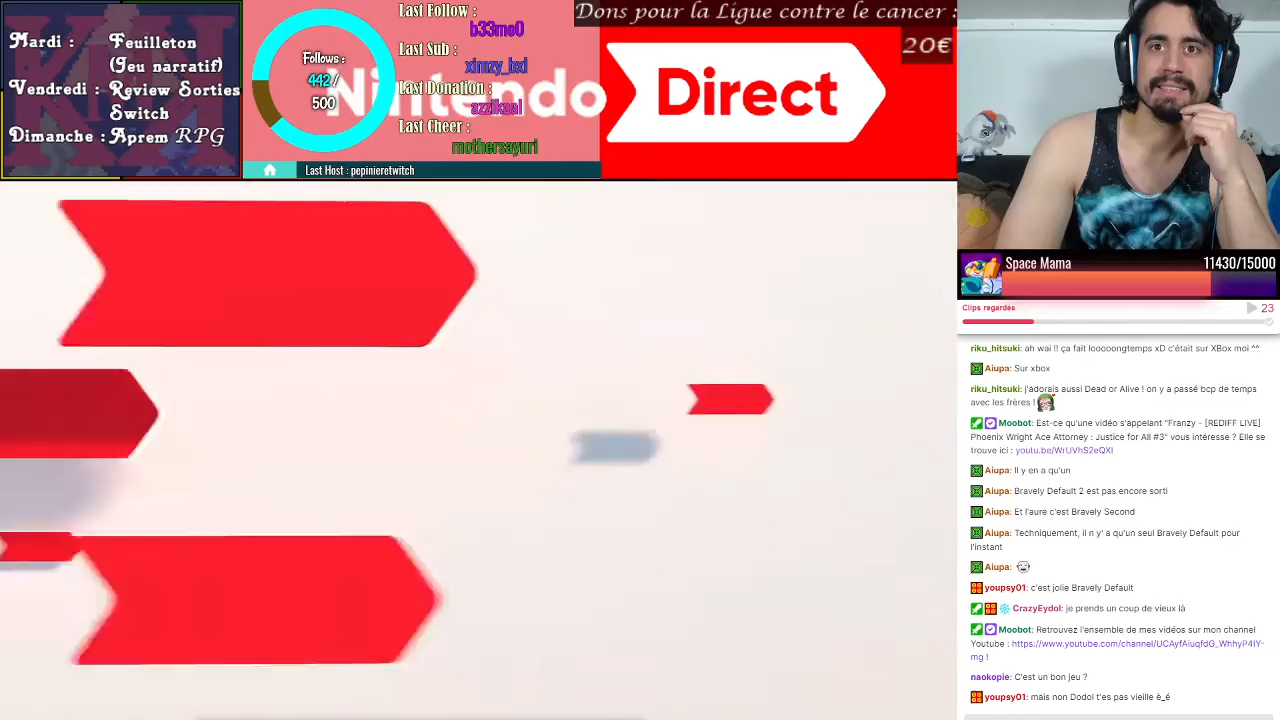 Mardi : Feuilleton
(Jeu narratif)
Vendredi : Review Sorties
Switch
Dimanche : Aprem RPG
Follows :
442 /
500
Last Follow :
b33mo0
Last Sub :
ximzy_bxl
Last Donation :
azzikaal
Last Cheer :
mothersayuri
Last Host : pepinieretwitch
Nintendo Direct
Dons pour la Ligue contre le cancer :
20€
Space Mama 11430/15000
Clips regardés 23
riku_hitsuki: ah wai !! ça fait looooongtemps xD c'était sur XBox moi ^^
Aiupa: Sur xbox
riku_hitsuki: j'adorais aussi Dead or Alive ! on y a passé bcp de temps
avec les frères !
Moobot: Est-ce qu'une vidéo s'appelant "Franzy - [REDIFF LIVE]
Phoenix Wright Ace Attorney : Justice for All #3" vous intéresse ? Elle se
trouve ici : youtu.be/WrUVhS2eQXI
Aiupa: Il y en a qu'un
Aiupa: Bravely Default 2 est pas encore sorti
Aiupa: Et l'aure c'est Bravely Second
Aiupa: Techniquement, il n y' a qu'un seul Bravely Default pour
l'instant
Aiupa:
youpsy01: c'est jolie Bravely Default
CrazyEydol: je prends un coup de vieux là
Moobot: Retrouvez l'ensemble de mes vidéos sur mon channel
Youtube : https://www.youtube.com/channel/UCAyfAiuqfdG_WhhyP4IY-
mg !
naokopie: C'est un bon jeu ?
youpsy01: mais non Dodol t'es pas vieille è_é